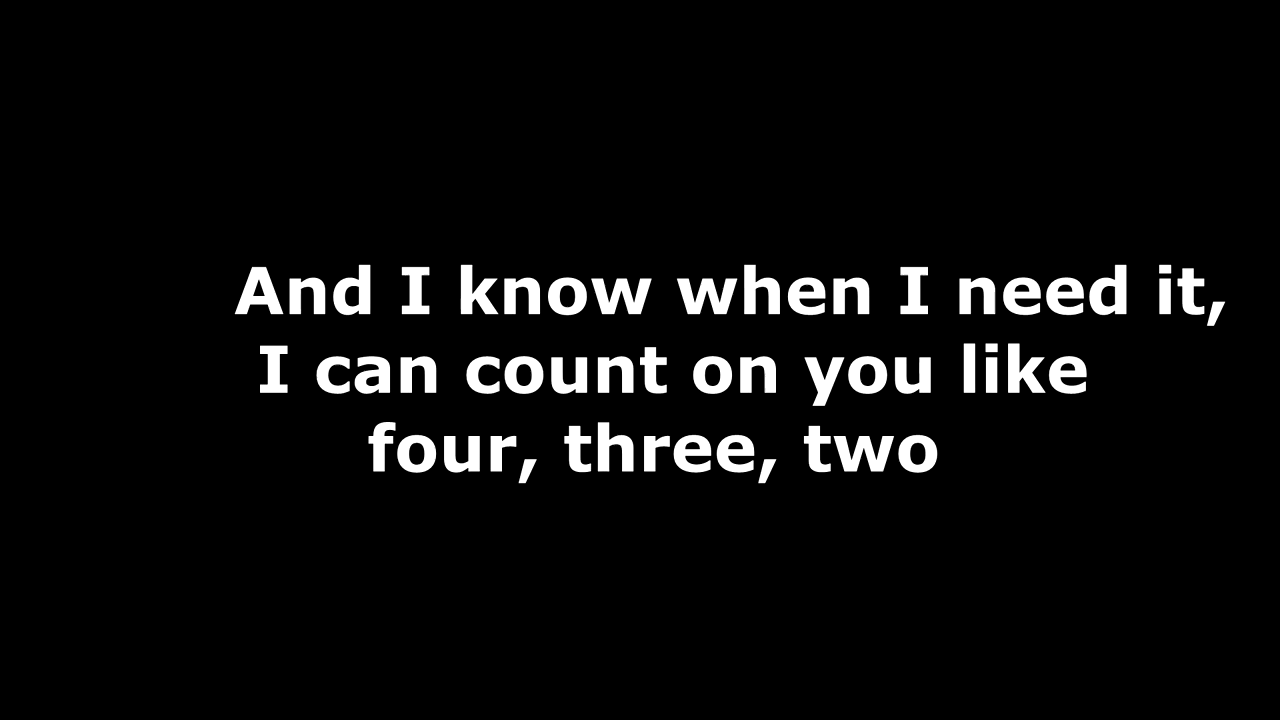 And I know when I need it,
I can count on you like
four, three, two